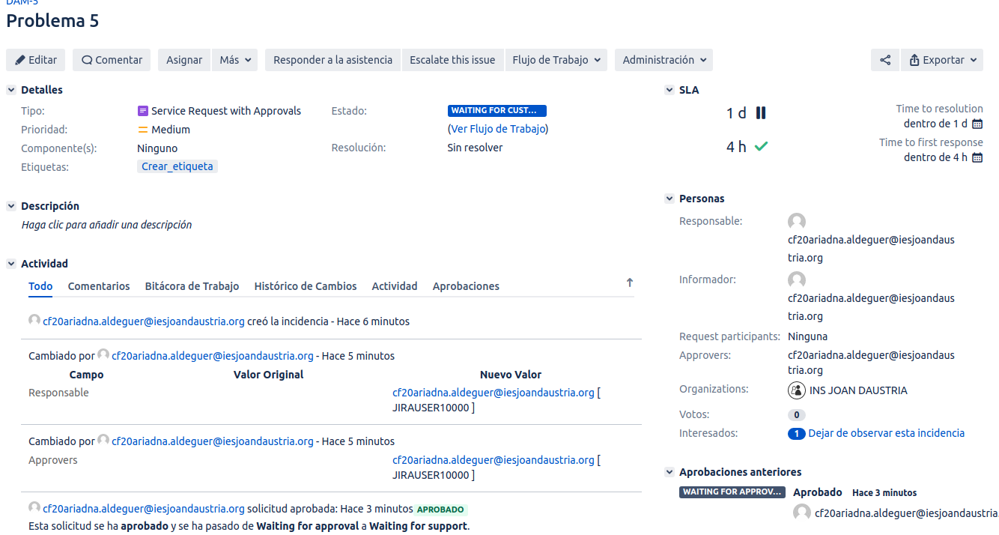 DAM-5
Problema 5
Editar
Comentar
Asignar
Más
Responder a la asistencia
Escalate this issue
Flujo de Trabajo
Administración
Exportar
Detalles
Tipo: Service Request with Approvals
Estado: WAITING FOR CUST...
(Ver Flujo de Trabajo)
Prioridad: Medium
Resolución: Sin resolver
Componente(s): Ninguno
Etiquetas: Crear_etiqueta
Descripción
Haga clic para añadir una descripción
Actividad
Todo Comentarios Bitácora de Trabajo Histórico de Cambios Actividad Aprobaciones
cf20ariadna.aldeguer@iesjoandaustria.org creó la incidencia - Hace 6 minutos
Cambiado por cf20ariadna.aldeguer@iesjoandaustria.org - Hace 5 minutos
Campo Valor Original Nuevo Valor
Responsable cf20ariadna.aldeguer@iesjoandaustria.org [
JIRAUSER10000 ]
Cambiado por cf20ariadna.aldeguer@iesjoandaustria.org - Hace 5 minutos
Approvers cf20ariadna.aldeguer@iesjoandaustria.org [
JIRAUSER10000 ]
cf20ariadna.aldeguer@iesjoandaustria.org solicitud aprobada: Hace 3 minutos APROBADO
Esta solicitud se ha aprobado y se ha pasado de Waiting for approval a Waiting for support.
SLA
1 d
Time to resolution
dentro de 1 d
4 h
Time to first response
dentro de 4 h
Personas
Responsable:
cf20ariadna.aldeguer@iesjoandaus
tria.org
Informador:
cf20ariadna.aldeguer@iesjoandaus
tria.org
Request participants: Ninguna
Approvers: cf20ariadna.aldeguer@iesjoandaus
tria.org
Organizations: INS JOAN DAUSTRIA
Votos: 0
Interesados: 1 Dejar de observar esta incidencia
Aprobaciones anteriores
WAITING FOR APPROV... Aprobado Hace 3 minutos
cf20ariadna.aldeguer@iesjoandaustria.